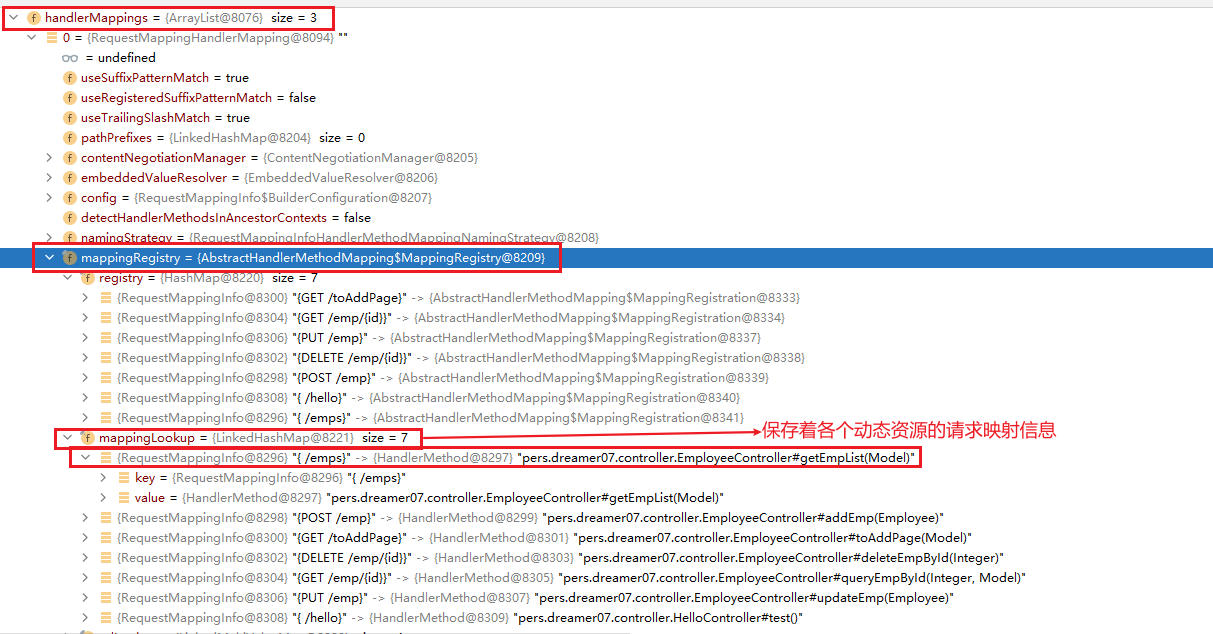 handlerMappings = {ArrayList@8076} size = 3
0 = {RequestMappingHandlerMapping@8094} ""
= undefined
useSuffixPatternMatch = true
useRegisteredSuffixPatternMatch = false
useTrailingSlashMatch = true
pathPrefixes = {LinkedHashMap@8204} size = 0
contentNegotiationManager = {ContentNegotiationManager@8205}
embeddedValueResolver = {EmbeddedValueResolver@8206}
config = {RequestMappingInfo$BuilderConfiguration@8207}
detectHandlerMethodsInAncestorContexts = false
namingStrategy = {RequestMappingInfoHandlerMethodMappingNamingStrategy@8208}
mappingRegistry = {AbstractHandlerMethodMapping$MappingRegistry@8209}
registry = {HashMap@8220} size = 7
{RequestMappingInfo@8300} "{GET /toAddPage}" -> {AbstractHandlerMethodMapping$MappingRegistration@8333}
{RequestMappingInfo@8304} "{GET /emp/{id}}" -> {AbstractHandlerMethodMapping$MappingRegistration@8334}
{RequestMappingInfo@8306} "{PUT /emp}" -> {AbstractHandlerMethodMapping$MappingRegistration@8337}
{RequestMappingInfo@8302} "{DELETE /emp/{id}}" -> {AbstractHandlerMethodMapping$MappingRegistration@8338}
{RequestMappingInfo@8298} "{POST /emp}" -> {AbstractHandlerMethodMapping$MappingRegistration@8339}
{RequestMappingInfo@8308} "{ /hello}" -> {AbstractHandlerMethodMapping$MappingRegistration@8340}
{RequestMappingInfo@8296} "{ /emps}" -> {AbstractHandlerMethodMapping$MappingRegistration@8341}
mappingLookup = {LinkedHashMap@8221} size = 7 保存着各个动态资源的请求映射信息
{RequestMappingInfo@8296} "{ /emps}" -> {HandlerMethod@8297} "pers.dreamer07.controller.EmployeeController#getEmpList(Model)"
key = {RequestMappingInfo@8296} "{ /emps}"
value = {HandlerMethod@8297} "pers.dreamer07.controller.EmployeeController#getEmpList(Model)"
{RequestMappingInfo@8298} "{POST /emp}" -> {HandlerMethod@8299} "pers.dreamer07.controller.EmployeeController#addEmp(Employee)"
{RequestMappingInfo@8300} "{GET /toAddPage}" -> {HandlerMethod@8301} "pers.dreamer07.controller.EmployeeController#toAddPage(Model)"
{RequestMappingInfo@8302} "{DELETE /emp/{id}}" -> {HandlerMethod@8303} "pers.dreamer07.controller.EmployeeController#deleteEmpById(Integer)"
{RequestMappingInfo@8304} "{GET /emp/{id}}" -> {HandlerMethod@8305} "pers.dreamer07.controller.EmployeeController#queryEmpById(Integer, Model)"
{RequestMappingInfo@8306} "{PUT /emp}" -> {HandlerMethod@8307} "pers.dreamer07.controller.EmployeeController#updateEmp(Employee)"
{RequestMappingInfo@8308} "{ /hello}" -> {HandlerMethod@8309} "pers.dreamer07.controller.HelloController#test()"